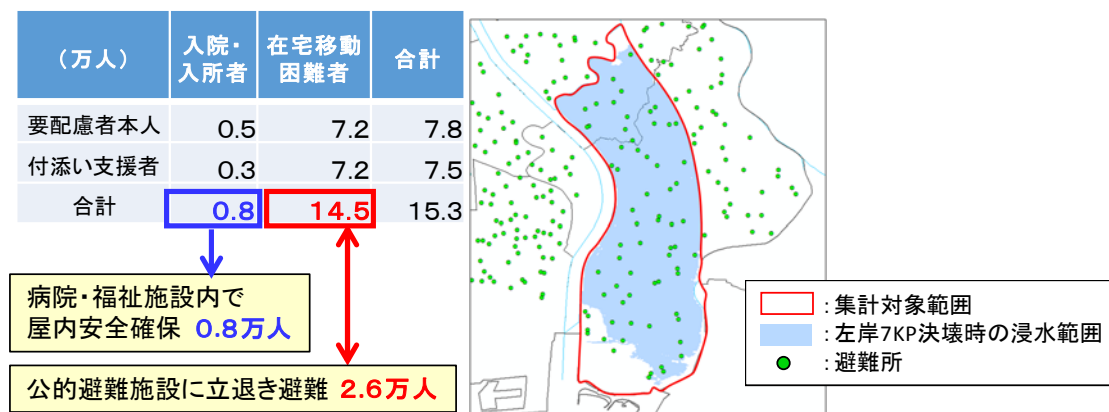 (万人) 入院・入所者 在宅移動困難者 合計
要配慮者本人 0.5 7.2 7.8
付添い支援者 0.3 7.2 7.5
合計 0.8 14.5 15.3
病院・福祉施設内で
屋内安全確保 0.8万人
公的避難施設に立退き避難 2.6万人
:集計対象範囲
:左岸7KP決壊時の浸水範囲
:避難所